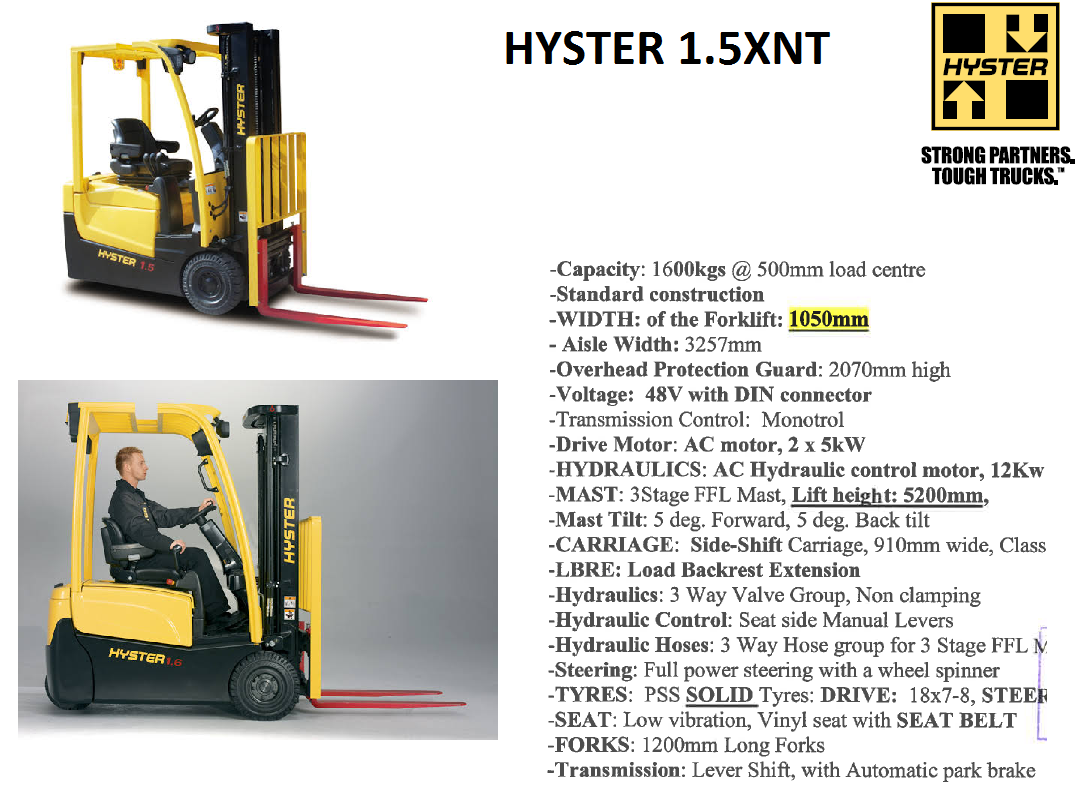 HYSTER 1.5XNT
HYSTER
STRONG PARTNERS.
TOUGH TRUCKS.™
HYSTER
HYSTER 1.5
-Capacity: 1600kgs @ 500mm load centre
-Standard construction
-WIDTH: of the Forklift: 1050mm
- Aisle Width: 3257mm
-Overhead Protection Guard: 2070mm high
-Voltage: 48V with DIN connector
-Transmission Control: Monotrol
-Drive Motor: AC motor, 2 x 5kW
-HYDRAULICS: AC Hydraulic control motor, 12Kw
-MAST: 3Stage FFL Mast, Lift height: 5200mm,
-Mast Tilt: 5 deg. Forward, 5 deg. Back tilt
-CARRIAGE: Side-Shift Carriage, 910mm wide, Class
-LBRE: Load Backrest Extension
-Hydraulics: 3 Way Valve Group, Non clamping
-Hydraulic Control: Seat side Manual Levers
-Hydraulic Hoses: 3 Way Hose group for 3 Stage FFL
-Steering: Full power steering with a wheel spinner
-TYRES: PSS SOLID Tyres: DRIVE: 18x7-8, STEER
-SEAT: Low vibration, Vinyl seat with SEAT BELT
-FORKS: 1200mm Long Forks
-Transmission: Lever Shift, with Automatic park brake
HYSTER
HYSTER 1.6